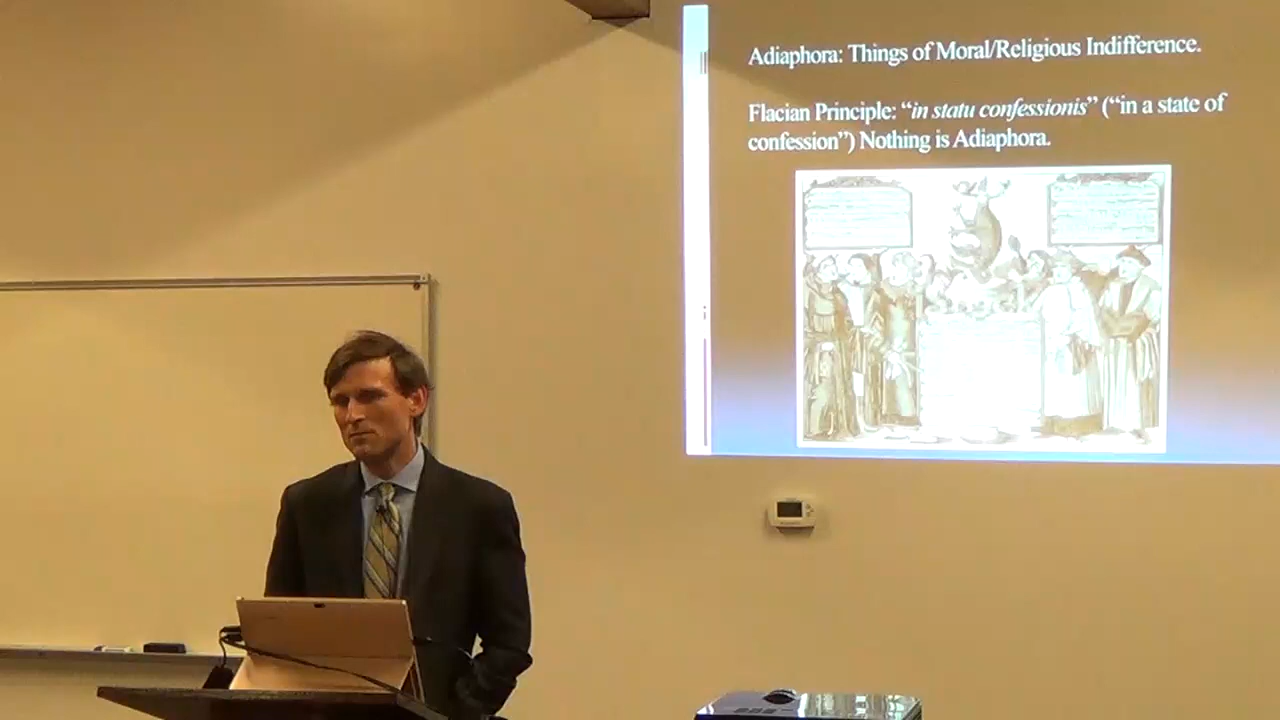 Adiaphora: Things of Moral/Religious Indifference.
Flacian Principle: “in statu confessionis” (“in a state of
confession”) Nothing is Adiaphora.